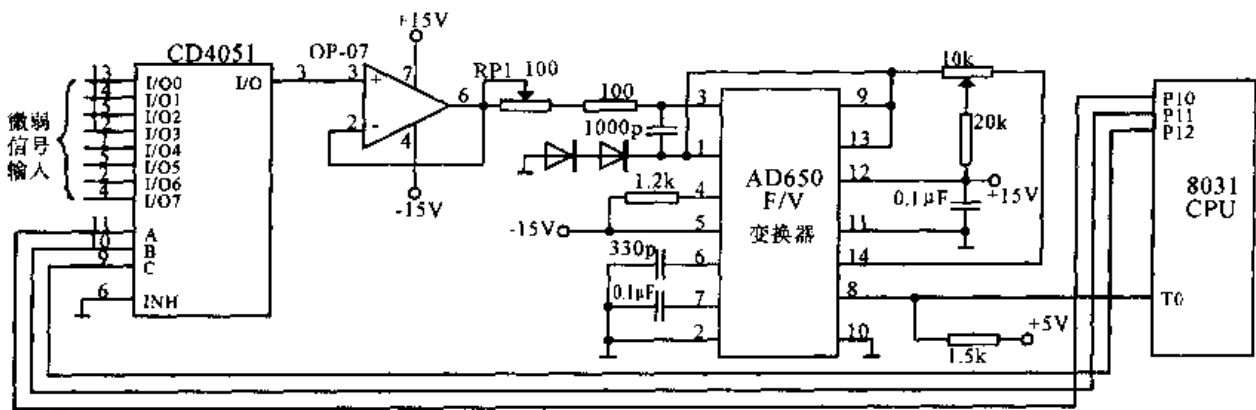 +15V
CD4051
OP-07
I/O
3
3
+
7
6
2
-
4
-15V
RP1 100
100
1000p
微弱
信号
输入
13
I/O0
14
I/O1
I/O2
12
I/O3
I/O4
5
I/O5
2
I/O6
4
I/O7
11
A
10
B
9
C
6
INH
1.2k
-15V
330p
0.1μF
3
1
4
5
6
7
2
AD650
F/V
变换器
9
13
12
11
14
8
10
10k
20k
0.1μF
+15V
+5V
1.5k
P10
P11
P12
8031
CPU
T0